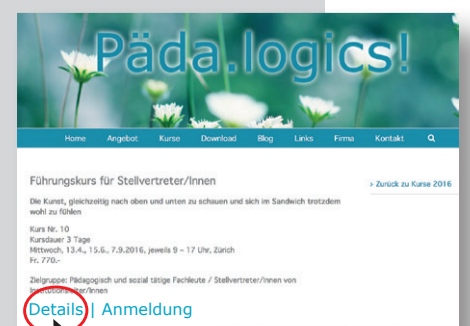 Päda.logics!
Home Angebot Kurse Download Blog Links Firma Kontakt
Führungskurs für Stellvertreter/Innen
> Zurück zu Kurse 2016
Die Kunst, gleichzeitig nach oben und unten zu schauen und sich im Sandwich trotzdem
wohl zu fühlen
Kurs Nr. 10
Kursdauer 3 Tage
Mittwoch, 13.4., 15.6., 7.9.2016, jeweils 9 – 17 Uhr, Zürich
Fr. 770.-
Zielgruppe: Pädagogisch und sozial tätige Fachleute / Stellvertreter/Innen von
Institutionsleiter/Innen
Details | Anmeldung